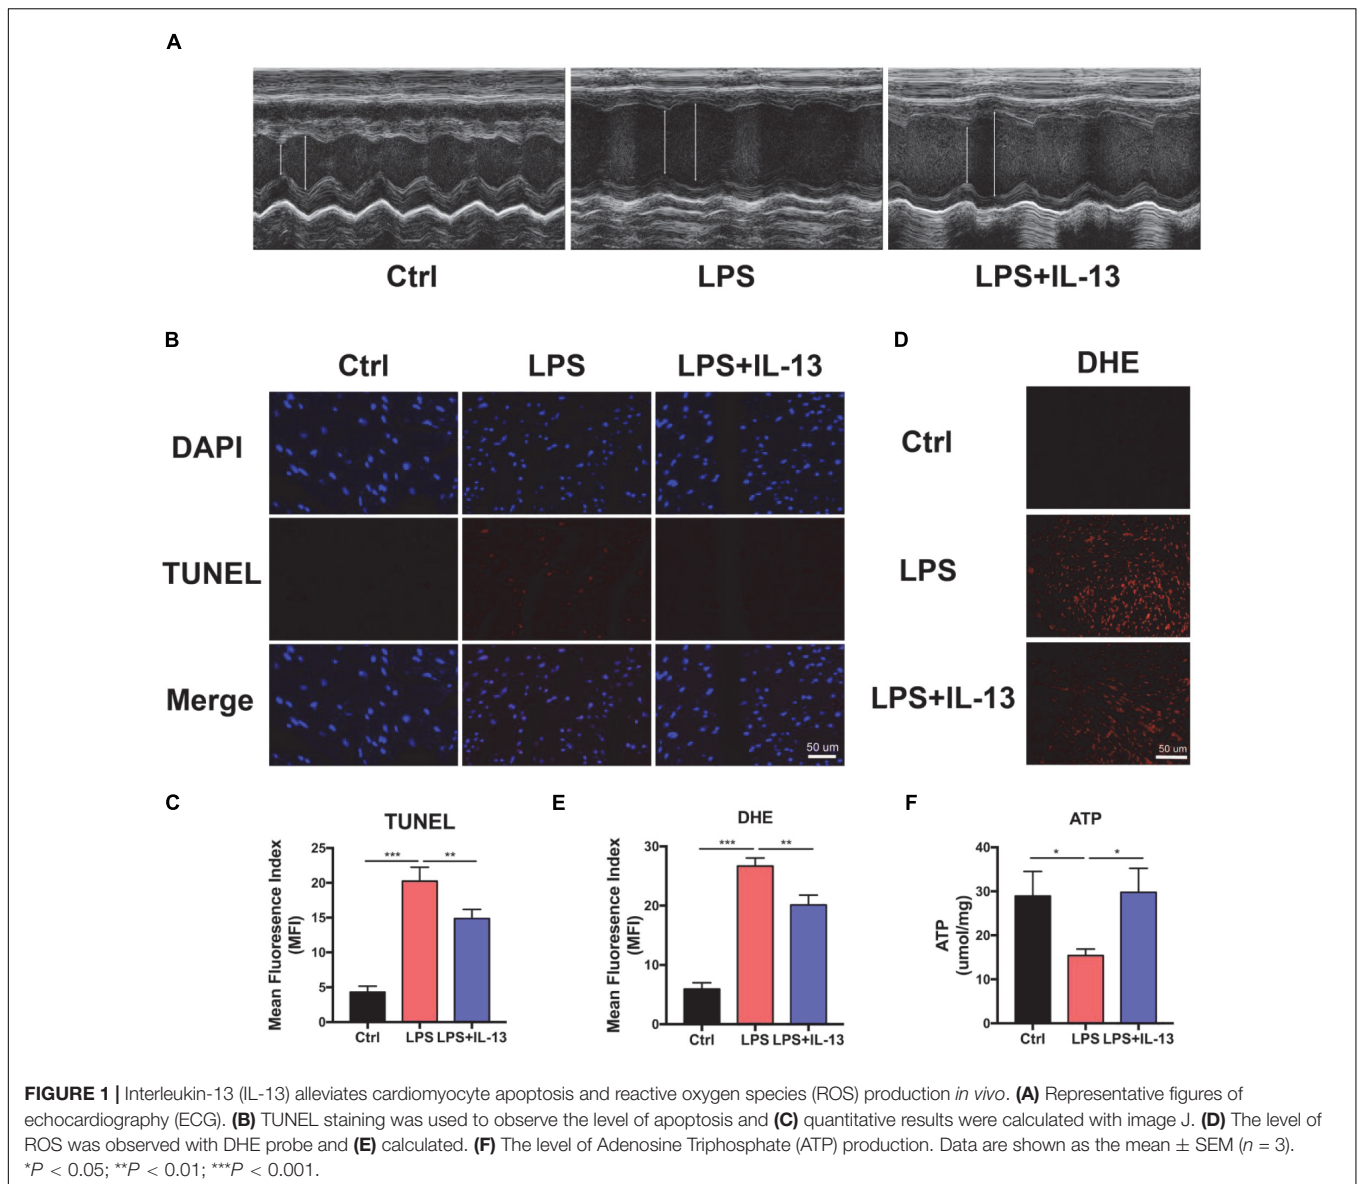 A
Ctrl LPS LPS+IL-13
B
Ctrl LPS LPS+IL-13
DAPI
TUNEL
Merge
50 um
D
DHE
Ctrl
LPS
LPS+IL-13
50 um
C
TUNEL
Mean Fluoresence Index
(MFI)
25
20
15
10
5
0
*** **
Ctrl LPS LPS+IL-13
E
DHE
Mean Fluoresence Index
(MFI)
30
20
10
0
*** **
Ctrl LPS LPS+IL-13
F
ATP
ATP
(umol/mg)
40
30
20
10
0
* *
Ctrl LPS LPS+IL-13
FIGURE 1 | Interleukin-13 (IL-13) alleviates cardiomyocyte apoptosis and reactive oxygen species (ROS) production in vivo. (A) Representative figures of
echocardiography (ECG). (B) TUNEL staining was used to observe the level of apoptosis and (C) quantitative results were calculated with image J. (D) The level of
ROS was observed with DHE probe and (E) calculated. (F) The level of Adenosine Triphosphate (ATP) production. Data are shown as the mean ± SEM (n = 3).
*P < 0.05; **P < 0.01; ***P < 0.001.